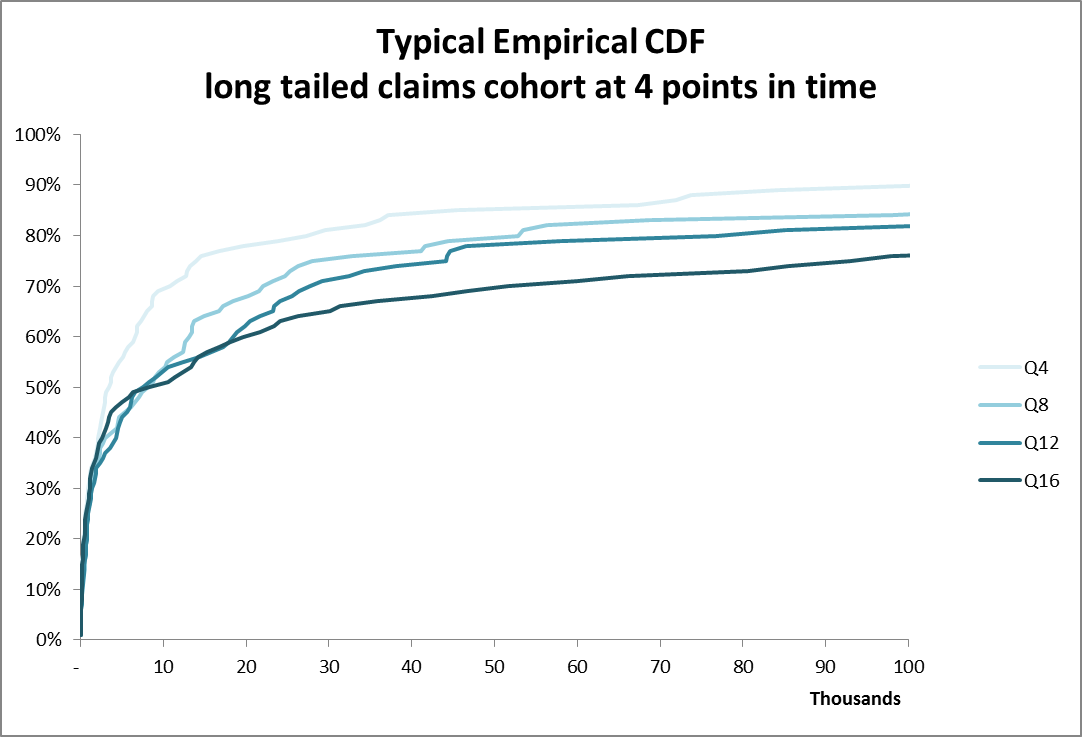 Typical Empirical CDF
long tailed claims cohort at 4 points in time
100%
90%
80%
70%
60%
50%
40%
30%
20%
10%
0%
- 10 20 30 40 50 60 70 80 90 100
Thousands
Q4
Q8
Q12
Q16